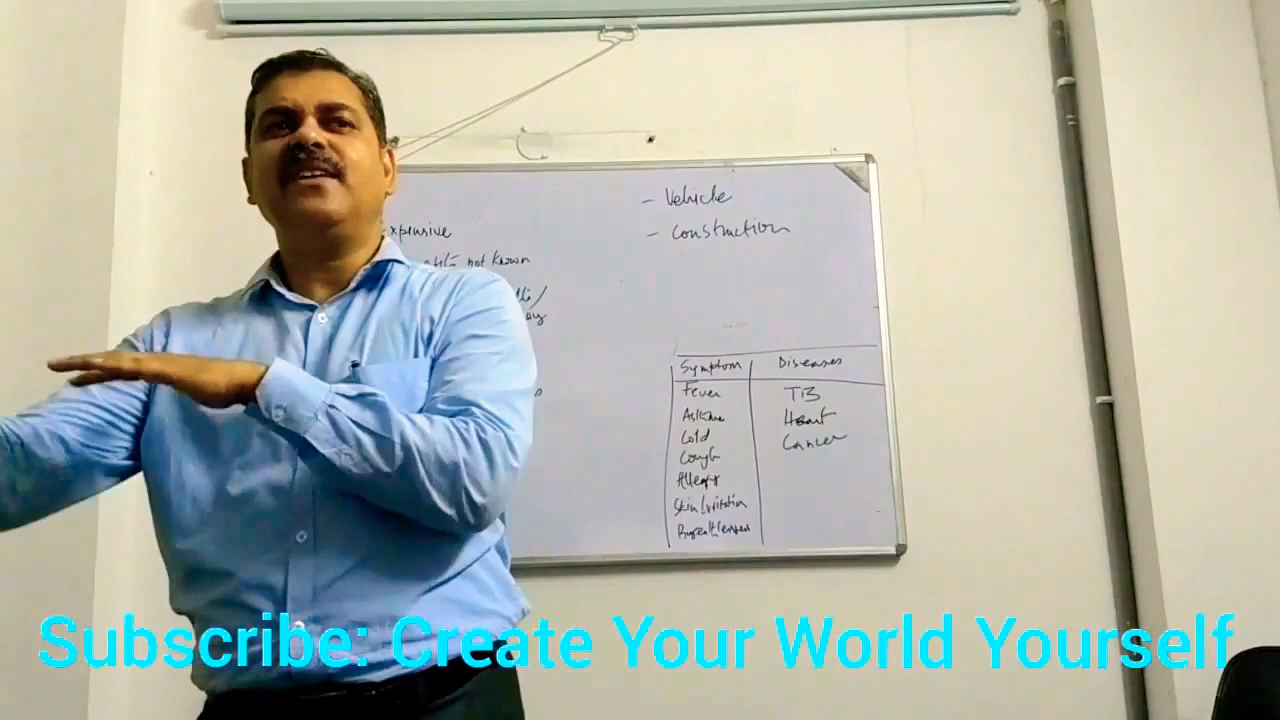 xpensive
not known
- Vehicle
- Construction
Symptom Diseases
Fever TB
Asthma Heart
Cold Cancer
Cough
Allergy
Skin Irritation
Breathlessness
Subscribe: Create Your World Yourself